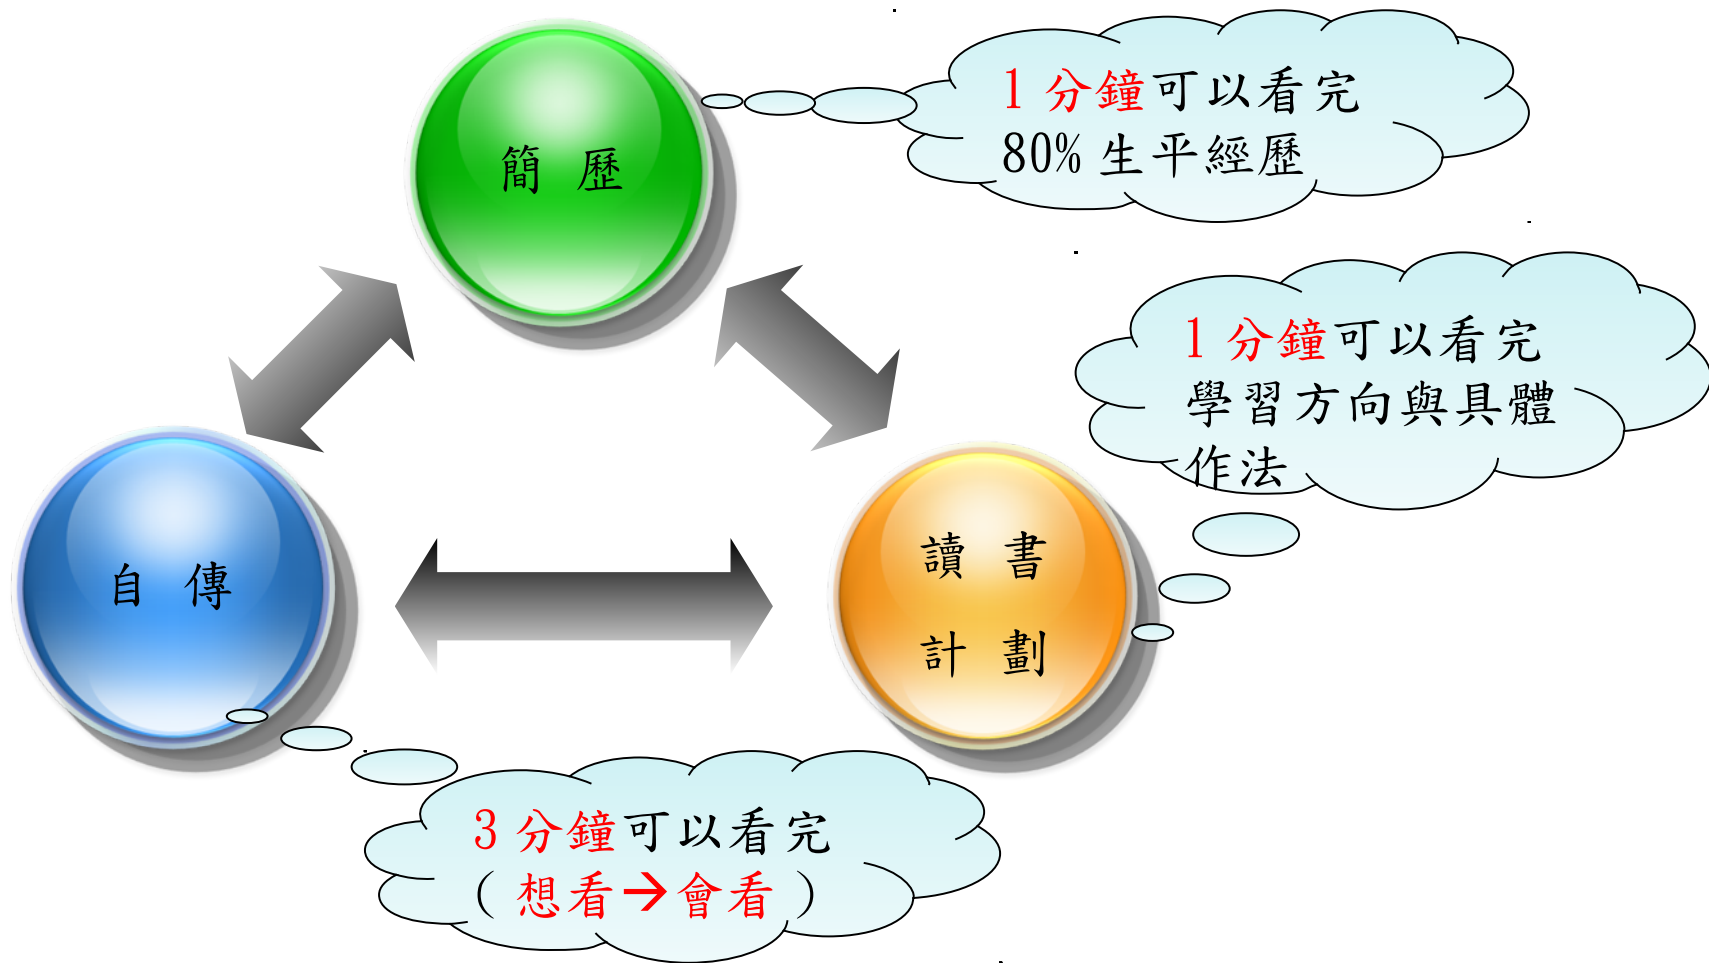 簡 歷
1 分鐘可以看完
80% 生平經歷
1 分鐘可以看完
學習方向與具體
作法
自 傳
讀 書
計 劃
3 分鐘可以看完
( 想看→會看 )